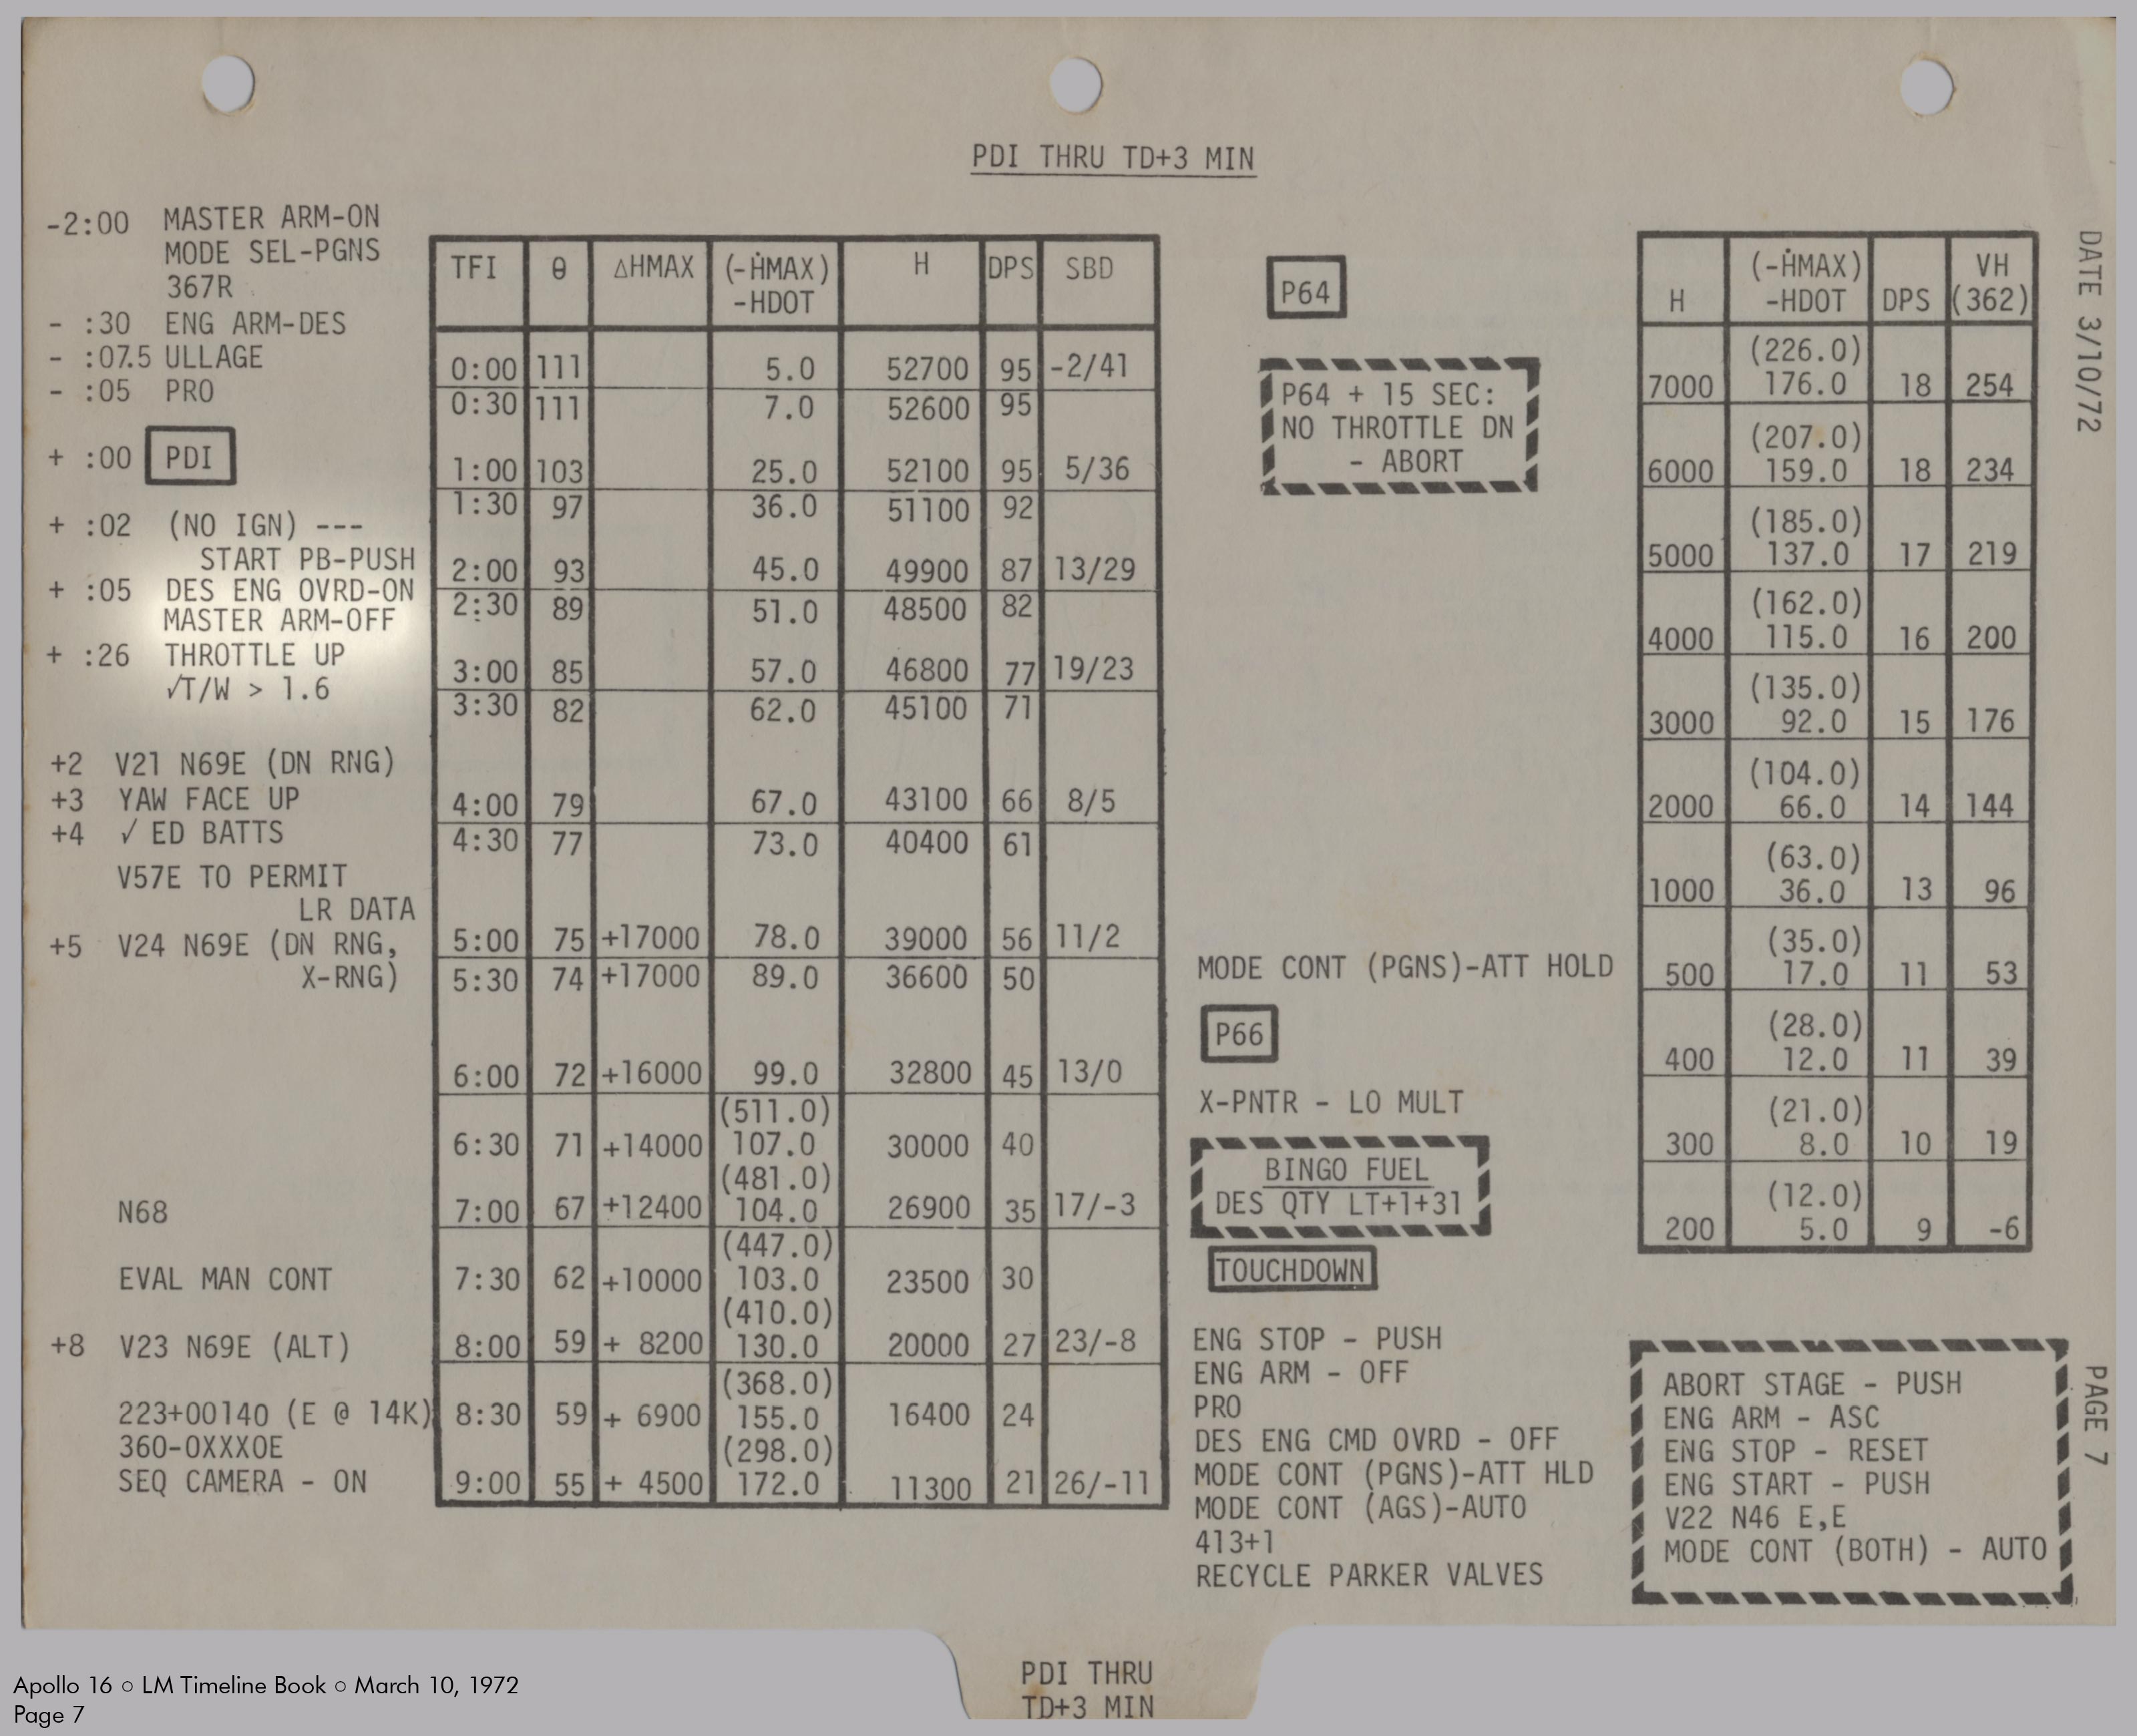 PDI THRU TD+3 MIN
-2:00 MASTER ARM-ON
MODE SEL-PGNS
367R
- :30 ENG ARM-DES
- :07.5 ULLAGE
- :05 PRO
+ :00 PDI
+ :02 (NO IGN) ---
START PB-PUSH
+ :05 DES ENG OVRD-ON
MASTER ARM-OFF
+ :26 THROTTLE UP
√T/W > 1.6
+2 V21 N69E (DN RNG)
+3 YAW FACE UP
+4 √ ED BATTS
V57E TO PERMIT
LR DATA
+5 V24 N69E (DN RNG,
X-RNG)
N68
EVAL MAN CONT
+8 V23 N69E (ALT)
223+00140 (E @ 14K)
360-0XXX0E
SEQ CAMERA - ON
TFI θ ΔHMAX (-ḢMAX) H DPS SBD
-HDOT
0:00 111 5.0 52700 95 -2/41
0:30 111 7.0 52600 95
1:00 103 25.0 52100 95 5/36
1:30 97 36.0 51100 92
2:00 93 45.0 49900 87 13/29
2:30 89 51.0 48500 82
3:00 85 57.0 46800 77 19/23
3:30 82 62.0 45100 71
4:00 79 67.0 43100 66 8/5
4:30 77 73.0 40400 61
5:00 75 +17000 78.0 39000 56 11/2
5:30 74 +17000 89.0 36600 50
6:00 72 +16000 99.0 32800 45 13/0
(511.0)
6:30 71 +14000 107.0 30000 40
(481.0)
7:00 67 +12400 104.0 26900 35 17/-3
(447.0)
7:30 62 +10000 103.0 23500 30
(410.0)
8:00 59 + 8200 130.0 20000 27 23/-8
(368.0)
8:30 59 + 6900 155.0 16400 24
(298.0)
9:00 55 + 4500 172.0 11300 21 26/-11
P64
P64 + 15 SEC:
NO THROTTLE DN
- ABORT
MODE CONT (PGNS)-ATT HOLD
P66
X-PNTR - LO MULT
BINGO FUEL
DES QTY LT+1+31
TOUCHDOWN
ENG STOP - PUSH
ENG ARM - OFF
PRO
DES ENG CMD OVRD - OFF
MODE CONT (PGNS)-ATT HLD
MODE CONT (AGS)-AUTO
413+1
RECYCLE PARKER VALVES
(-ḢMAX) VH
H -HDOT DPS (362)
(226.0)
7000 176.0 18 254
(207.0)
6000 159.0 18 234
(185.0)
5000 137.0 17 219
(162.0)
4000 115.0 16 200
(135.0)
3000 92.0 15 176
(104.0)
2000 66.0 14 144
(63.0)
1000 36.0 13 96
(35.0)
500 17.0 11 53
(28.0)
400 12.0 11 39
(21.0)
300 8.0 10 19
(12.0)
200 5.0 9 -6
ABORT STAGE - PUSH
ENG ARM - ASC
ENG STOP - RESET
ENG START - PUSH
V22 N46 E,E
MODE CONT (BOTH) - AUTO
DATE 3/10/72
PAGE 7
PDI THRU
TD+3 MIN
Apollo 16 ○ LM Timeline Book ○ March 10, 1972
Page 7